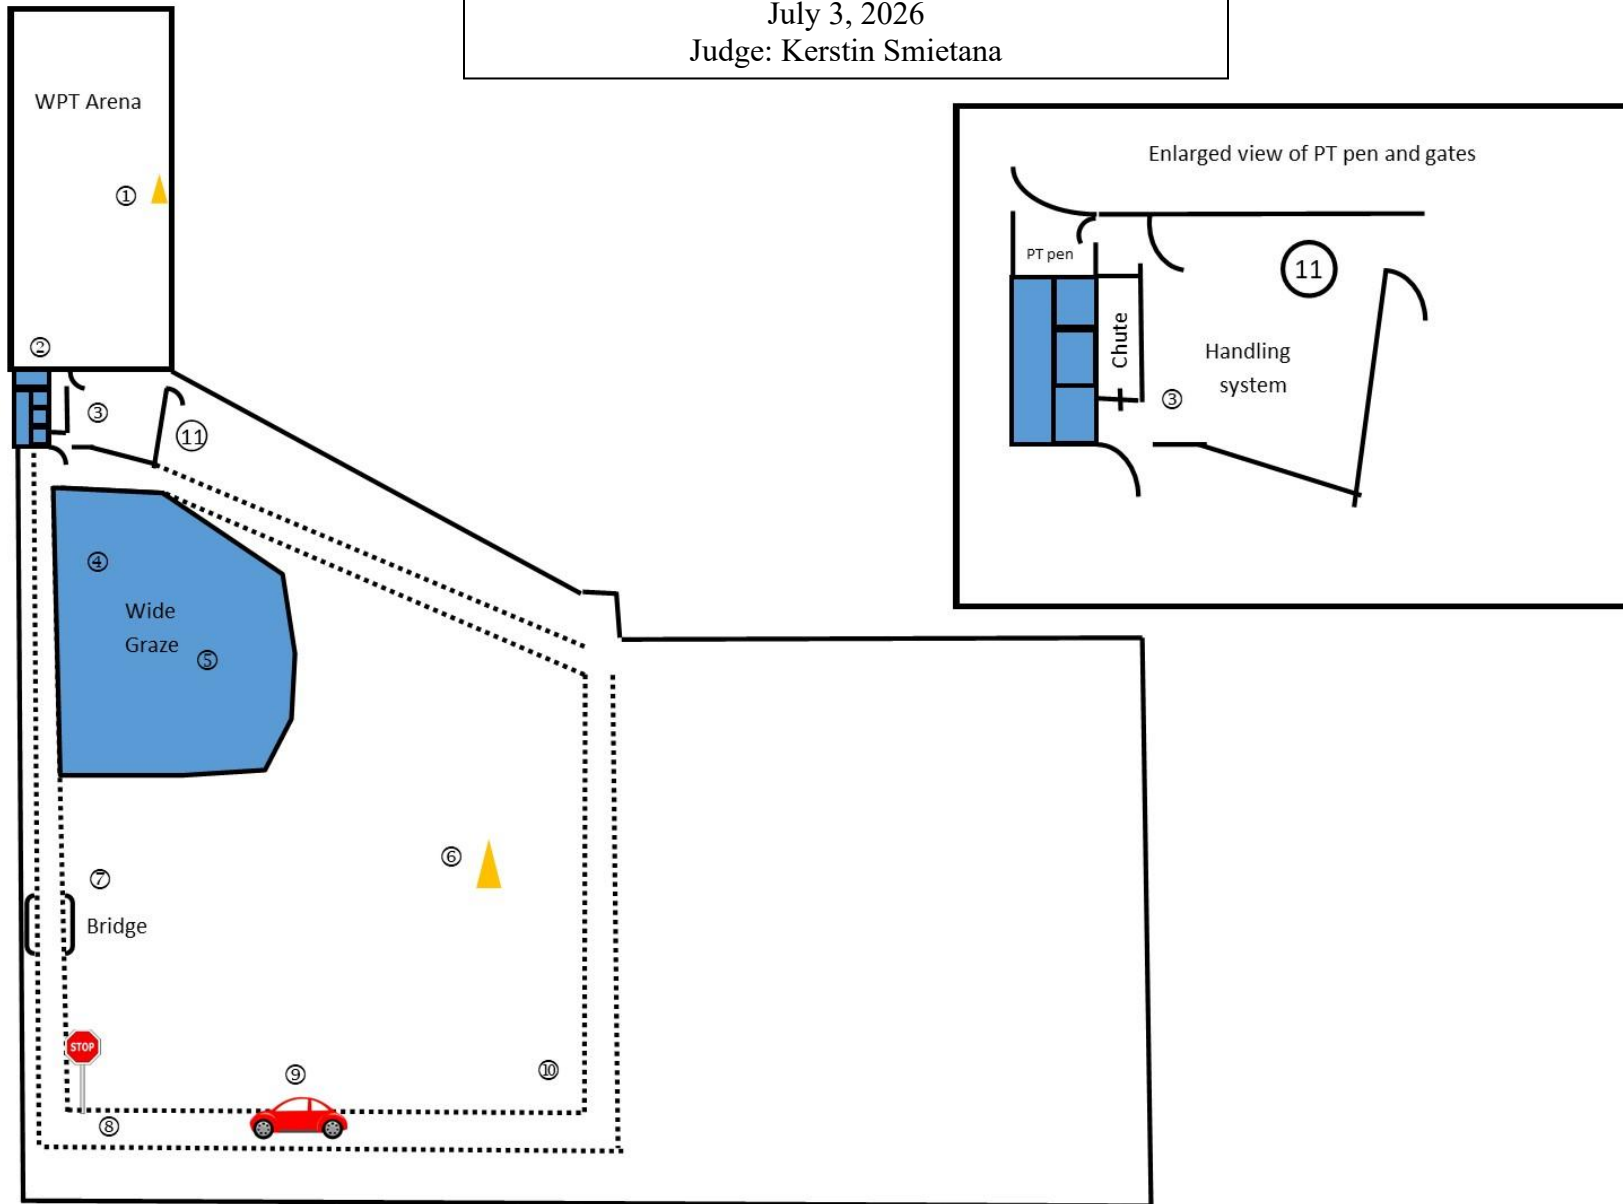 July 3, 2026
Judge: Kerstin Smietana
WPT Arena
①
②
③
⑪
④
Wide
Graze
⑤
⑥
⑦
Bridge
STOP
⑧
⑨
⑩
Enlarged view of PT pen and gates
PT pen
⑪
Chute
Handling
system
③